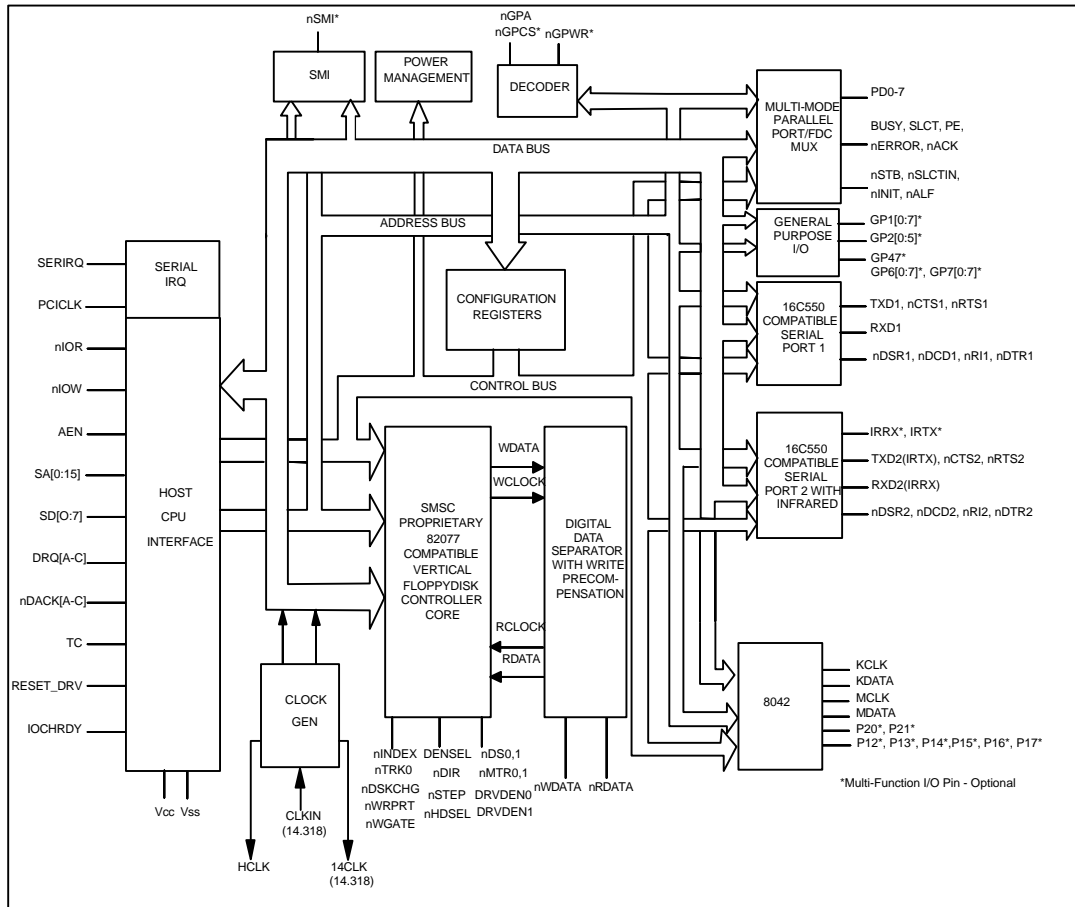 nSMI*
nGPA
nGPCS*
nGPWR*
SMI
POWER
MANAGEMENT
DECODER
MULTI-MODE
PARALLEL
PORT/FDC
MUX
PD0-7
BUSY, SLCT, PE,
nERROR, nACK
nSTB, nSLCTIN,
nINIT, nALF
DATA BUS
ADDRESS BUS
GENERAL
PURPOSE
I/O
GP1[0:7]*
GP2[0:5]*
GP47*
GP6[0:7]*, GP7[0:7]*
SERIRQ
PCICLK
nIOR
nIOW
AEN
SA[0:15]
SD[O:7]
DRQ[A-C]
nDACK[A-C]
TC
RESET_DRV
IOCHRDY
SERIAL
IRQ
HOST
CPU
INTERFACE
Vcc
Vss
CONFIGURATION
REGISTERS
CONTROL BUS
16C550
COMPATIBLE
SERIAL
PORT 1
TXD1, nCTS1, nRTS1
RXD1
nDSR1, nDCD1, nRI1, nDTR1
16C550
COMPATIBLE
SERIAL
PORT 2 WITH
INFRARED
IRRX*, IRTX*
TXD2(IRTX), nCTS2, nRTS2
RXD2(IRRX)
nDSR2, nDCD2, nRI2, nDTR2
SMSC
PROPRIETARY
82077
COMPATIBLE
VERTICAL
FLOPPYDISK
CONTROLLER
CORE
WDATA
WCLOCK
RCLOCK
RDATA
DIGITAL
DATA
SEPARATOR
WITH WRITE
PRECOM-
PENSATION
CLOCK
GEN
CLKIN
(14.318)
HCLK
14CLK
(14.318)
nINDEX
nTRK0
nDSKCHG
nWRPRT
nWGATE
DENSEL
nDIR
nSTEP
nHDSEL
nDS0,1
nMTR0,1
DRVDEN0
DRVDEN1
nWDATA
nRDATA
8042
KCLK
KDATA
MCLK
MDATA
P20*, P21*
P12*, P13*, P14*,P15*, P16*, P17*
*Multi-Function I/O Pin - Optional